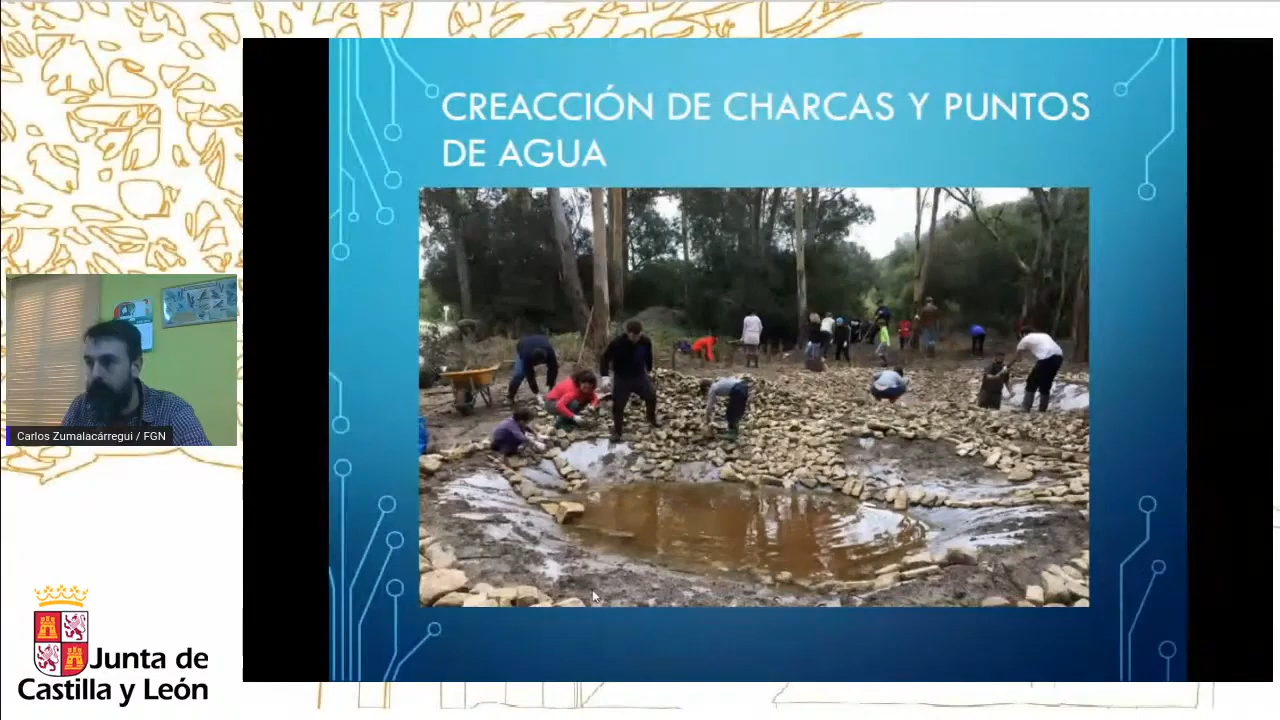 CREACCIÓN DE CHARCAS Y PUNTOS
DE AGUA
Carlos Zumalacárregui / FGN
Junta de
Castilla y León